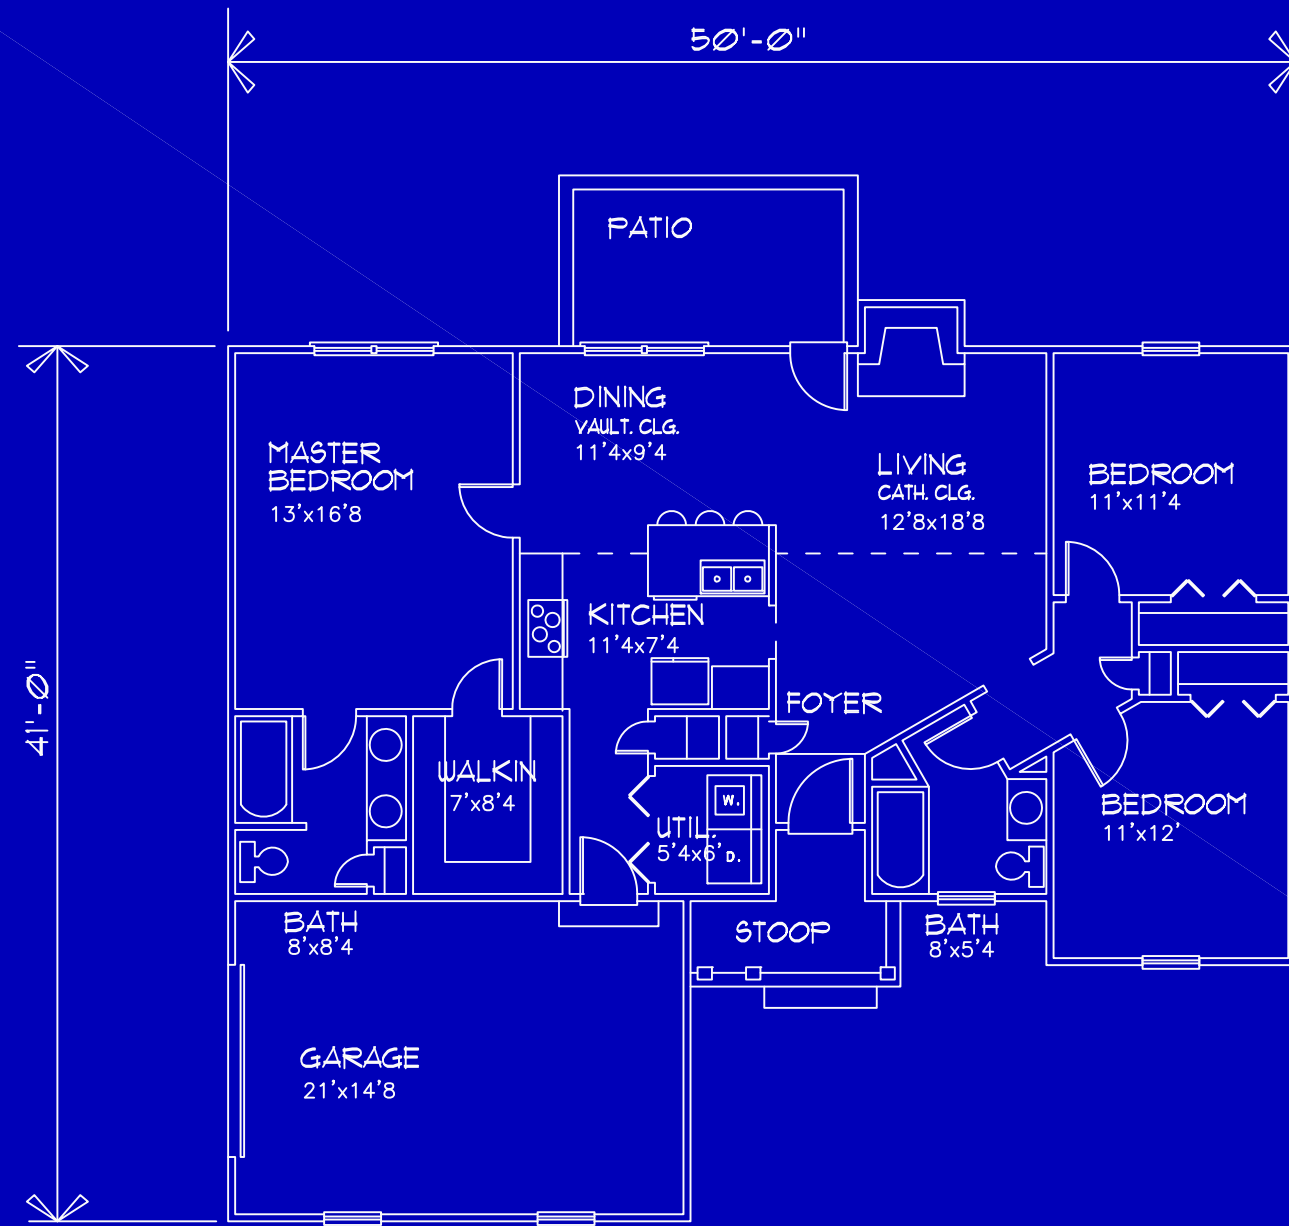 50'-0"
PATIO
DINING
VAULT. CLG.
11'4x9'4
MASTER
BEDROOM
13'x16'8
LIVING
CATH. CLG.
12'8x18'8
BEDROOM
11'x11'4
KITCHEN
11'4x7'4
41'-0"
FOYER
WALKIN
7'x8'4
W.
UTIL.
5'4x6'
D.
BEDROOM
11'x12'
BATH
8'x8'4
STOOP
BATH
8'x5'4
GARAGE
21'x14'8